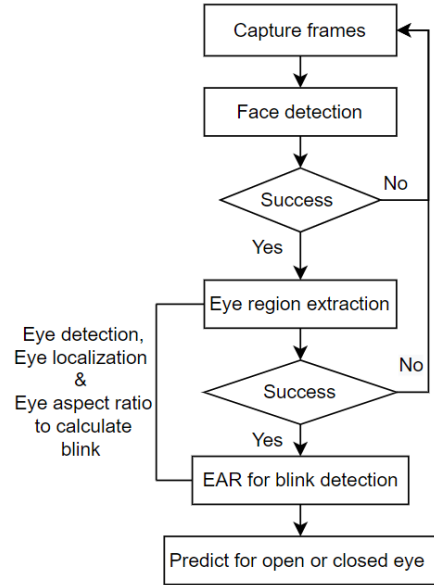 Capture frames
Face detection
Success
No
Yes
Eye region extraction
Eye detection,
Eye localization
&
Eye aspect ratio
to calculate
blink
Success
No
Yes
EAR for blink detection
Predict for open or closed eye